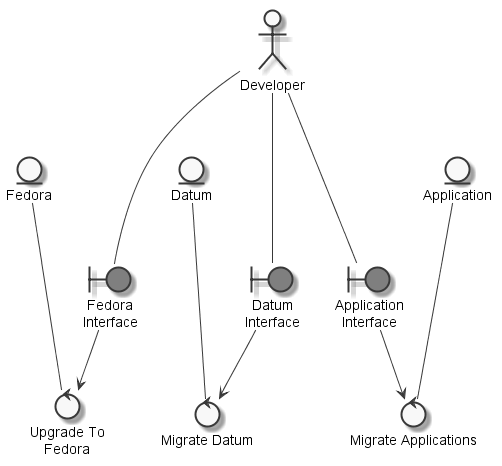 Developer
Fedora
Datum
Application
Fedora
Interface
Datum
Interface
Application
Interface
Upgrade To
Fedora
Migrate Datum
Migrate Applications